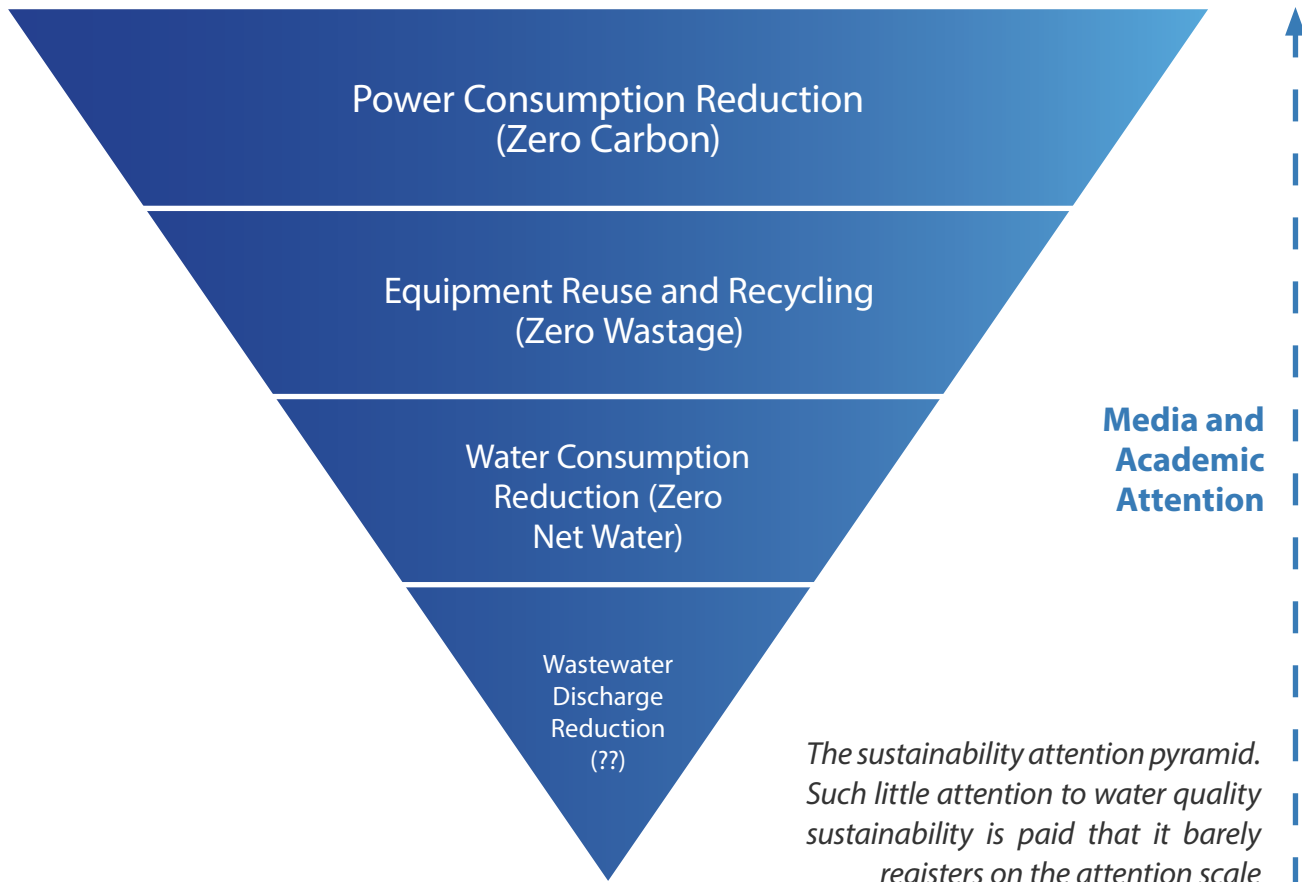 Power Consumption Reduction
(Zero Carbon)
Equipment Reuse and Recycling
(Zero Wastage)
Water Consumption
Reduction (Zero
Net Water)
Media and
Academic
Attention
Wastewater
Discharge
Reduction
(??)
The sustainability attention pyramid.
Such little attention to water quality
sustainability is paid that it barely
registers on the attention scale